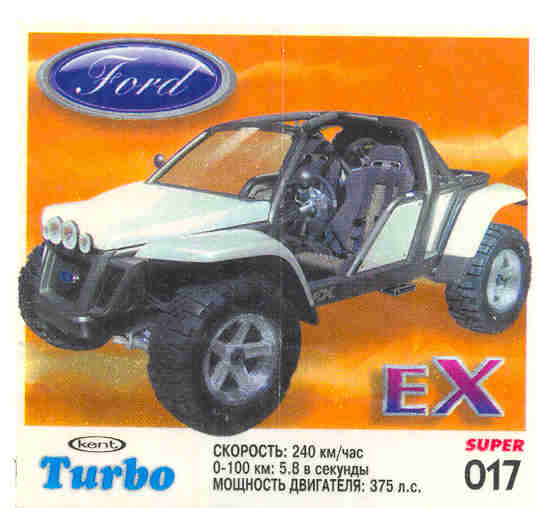 Ford
EX
EX
kent.
Turbo
СКОРОСТЬ: 240 км/час
0-100 км: 5.8 в секунды
МОЩНОСТЬ ДВИГАТЕЛЯ: 375 л.с.
SUPER
017